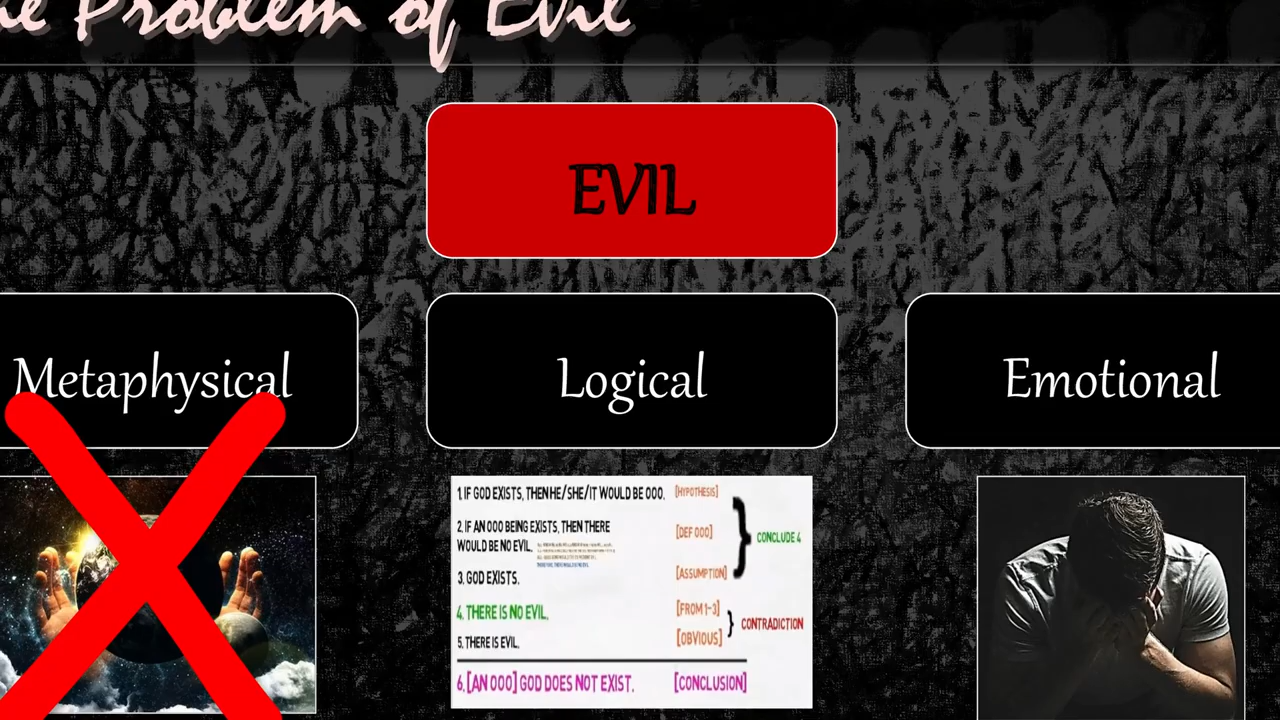 Problem of Evil
EVIL
Metaphysical
Logical
Emotional
1. IF GOD EXISTS, THEN HE/SHE/IT WOULD BE OOO. [HYPOTHESIS]
2. IF AN OOO BEING EXISTS, THEN THERE
WOULD BE NO EVIL. [DEF OOO]
CONCLUDE 4
3. GOD EXISTS. [ASSUMPTION]
4. THERE IS NO EVIL. [FROM 1-3]
CONTRADICTION
5. THERE IS EVIL. [OBVIOUS]
6. [AN OOO] GOD DOES NOT EXIST. [CONCLUSION]